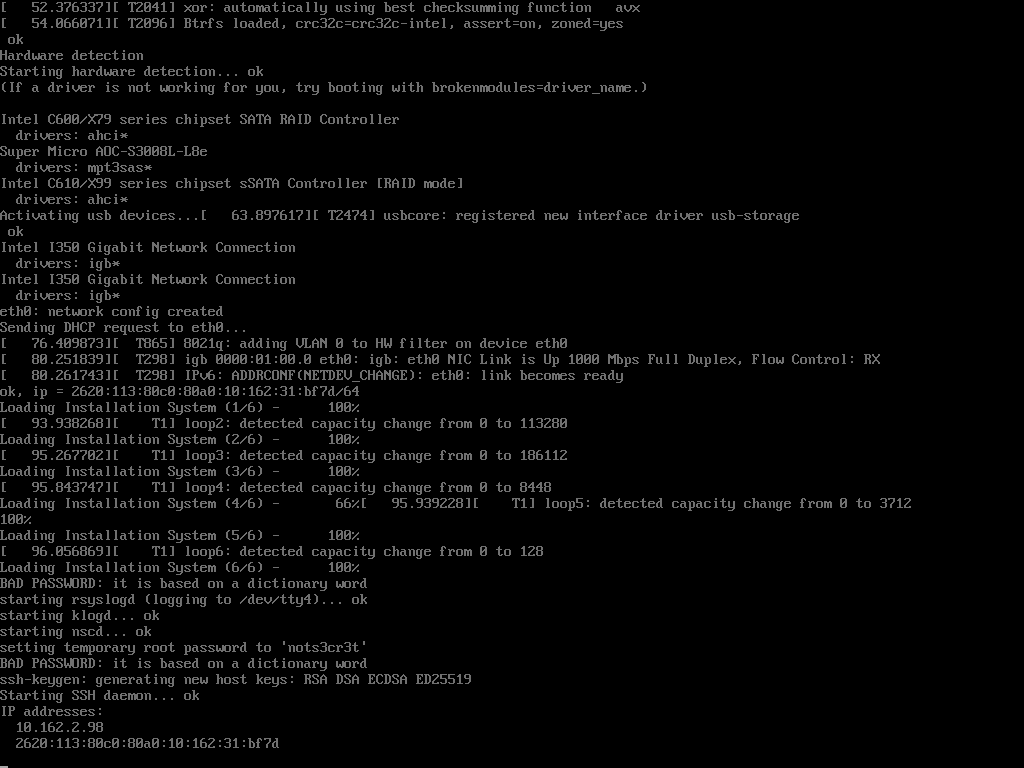 [   52.376337][ T2041] xor: automatically using best checksumming function   avx
[   54.066071][ T2096] Btrfs loaded, crc32c=crc32c-intel, assert=on, zoned=yes
 ok
Hardware detection
Starting hardware detection... ok
(If a driver is not working for you, try booting with brokenmodules=driver_name.)

Intel C600/X79 series chipset SATA RAID Controller
  drivers: ahci*
Super Micro AOC-S3008L-L8e
  drivers: mpt3sas*
Intel C610/X99 series chipset sSATA Controller [RAID mode]
  drivers: ahci*
Activating usb devices...[   63.897617][ T2474] usbcore: registered new interface driver usb-storage
 ok
Intel I350 Gigabit Network Connection
  drivers: igb*
Intel I350 Gigabit Network Connection
  drivers: igb*
eth0: network config created
Sending DHCP request to eth0...
[   76.409873][  T865] 8021q: adding VLAN 0 to HW filter on device eth0
[   80.251839][  T298] igb 0000:01:00.0 eth0: igb: eth0 NIC Link is Up 1000 Mbps Full Duplex, Flow Control: RX
[   80.261743][  T298] IPv6: ADDRCONF(NETDEV_CHANGE): eth0: link becomes ready
ok, ip = 2620:113:80c0:80a0:10:162:31:bf7d/64
Loading Installation System (1/6) -      100%
[   93.938268][    T1] loop2: detected capacity change from 0 to 113280
Loading Installation System (2/6) -      100%
[   95.267702][    T1] loop3: detected capacity change from 0 to 186112
Loading Installation System (3/6) -      100%
[   95.843747][    T1] loop4: detected capacity change from 0 to 8448
Loading Installation System (4/6) -       66%[   95.939228][    T1] loop5: detected capacity change from 0 to 3712
100%
Loading Installation System (5/6) -      100%
[   96.056869][    T1] loop6: detected capacity change from 0 to 128
Loading Installation System (6/6) -      100%
BAD PASSWORD: it is based on a dictionary word
starting rsyslogd (logging to /dev/tty4)... ok
starting klogd... ok
starting nscd... ok
setting temporary root password to 'nots3cr3t'
BAD PASSWORD: it is based on a dictionary word
ssh-keygen: generating new host keys: RSA DSA ECDSA ED25519
Starting SSH daemon... ok
IP addresses:
  10.162.2.98
  2620:113:80c0:80a0:10:162:31:bf7d